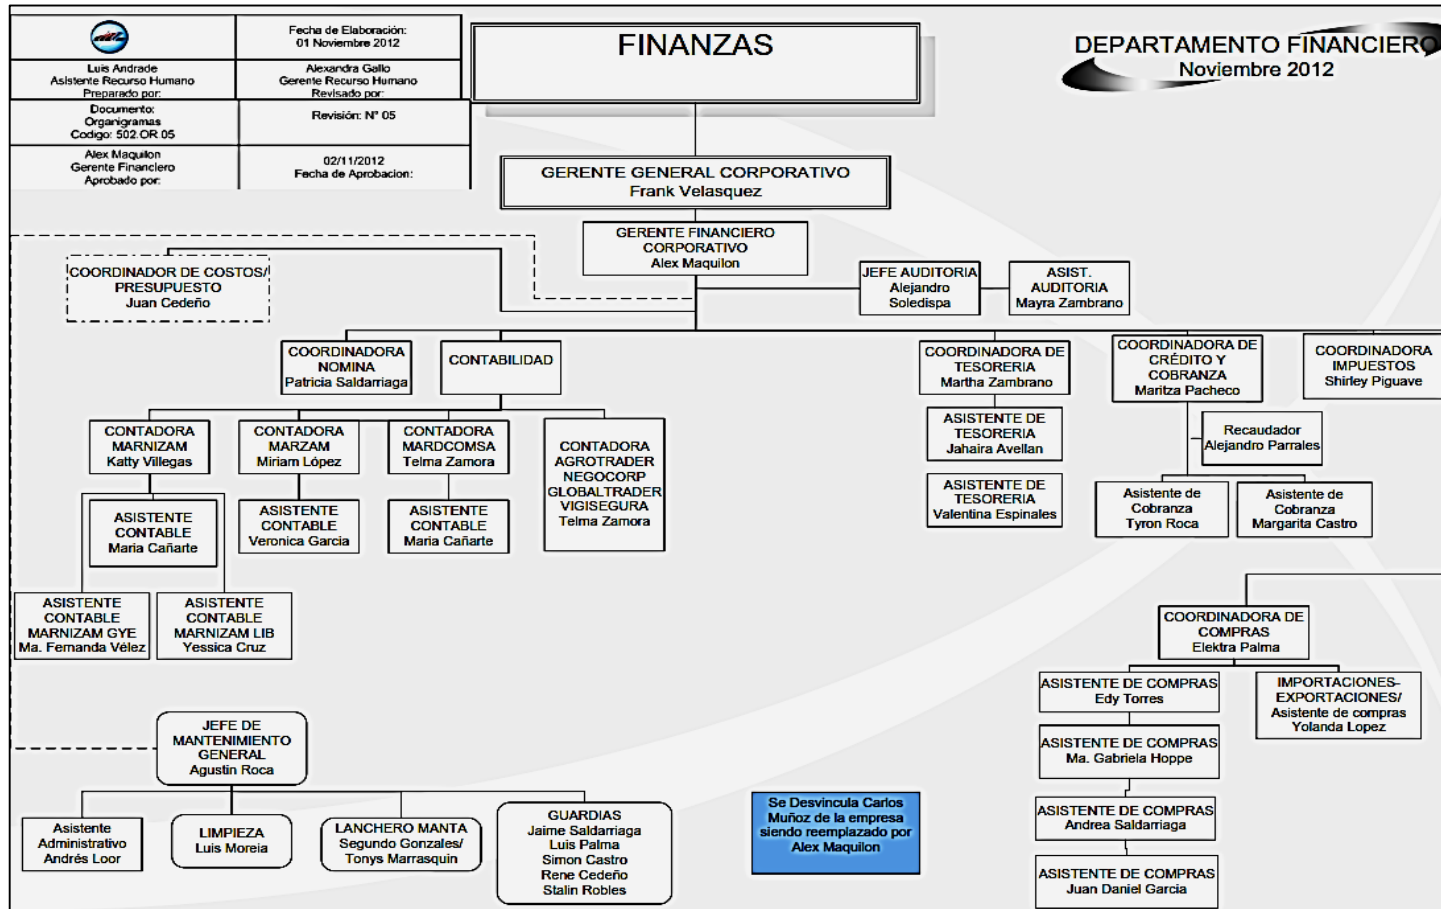 Fecha de Elaboración:
01 Noviembre 2012
Luis Andrade
Asistente Recurso Humano
Preparado por:
Alexandra Gallo
Gerente Recurso Humano
Revisado por:
Documento:
Organigramas
Codigo: 502.OR.05
Revisión: N° 05
Alex Maquilon
Gerente Financiero
Aprobado por:
02/11/2012
Fecha de Aprobacion:
FINANZAS
DEPARTAMENTO FINANCIERO
Noviembre 2012
GERENTE GENERAL CORPORATIVO
Frank Velasquez
GERENTE FINANCIERO
CORPORATIVO
Alex Maquilon
COORDINADOR DE COSTOS/
PRESUPUESTO
Juan Cedeño
JEFE AUDITORIA
Alejandro
Soledispa
ASIST.
AUDITORIA
Mayra Zambrano
COORDINADORA
NOMINA
Patricia Saldarriaga
CONTABILIDAD
COORDINADORA DE
TESORERIA
Martha Zambrano
COORDINADORA DE
CRÉDITO Y
COBRANZA
Maritza Pacheco
COORDINADORA
IMPUESTOS
Shirley Piguave
CONTADORA
MARNIZAM
Katty Villegas
CONTADORA
MARZAM
Miriam López
CONTADORA
MARDCOMSA
Telma Zamora
CONTADORA
AGROTRADER
NEGOCORP
GLOBALTRADER
VIGISEGURA
Telma Zamora
ASISTENTE DE
TESORERIA
Jahaira Avellan
Recaudador
Alejandro Parrales
ASISTENTE
CONTABLE
Maria Cañarte
ASISTENTE
CONTABLE
Veronica Garcia
ASISTENTE
CONTABLE
Maria Cañarte
ASISTENTE DE
TESORERIA
Valentina Espinales
Asistente de
Cobranza
Tyron Roca
Asistente de
Cobranza
Margarita Castro
ASISTENTE
CONTABLE
MARNIZAM GYE
Ma. Fernanda Vélez
ASISTENTE
CONTABLE
MARNIZAM LIB
Yessica Cruz
COORDINADORA DE
COMPRAS
Elektra Palma
ASISTENTE DE COMPRAS
Edy Torres
IMPORTACIONES-
EXPORTACIONES/
Asistente de compras
Yolanda Lopez
ASISTENTE DE COMPRAS
Ma. Gabriela Hoppe
ASISTENTE DE COMPRAS
Andrea Saldarriaga
ASISTENTE DE COMPRAS
Juan Daniel Garcia
JEFE DE
MANTENIMIENTO
GENERAL
Agustin Roca
Asistente
Administrativo
Andrés Loor
LIMPIEZA
Luis Moreia
LANCHERO MANTA
Segundo Gonzales/
Tonys Marrasquin
GUARDIAS
Jaime Saldarriaga
Luis Palma
Simon Castro
Rene Cedeño
Stalin Robles
Se Desvincula Carlos
Muñoz de la empresa
siendo reemplazado por
Alex Maquilon